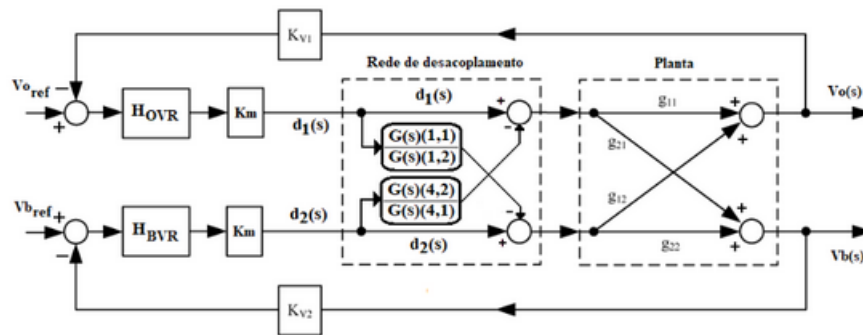 K_V1
Rede de desacoplamento
Planta
Vo_ref
−
+
H_OVR
Km
d_1(s)
d_1(s)
+
−
g_11
+
+
Vo(s)
G(s)(1,1)
G(s)(1,2)
g_21
G(s)(4,2)
G(s)(4,1)
g_12
Vb_ref
+
−
H_BVR
Km
d_2(s)
d_2(s)
−
+
g_22
+
+
Vb(s)
K_V2